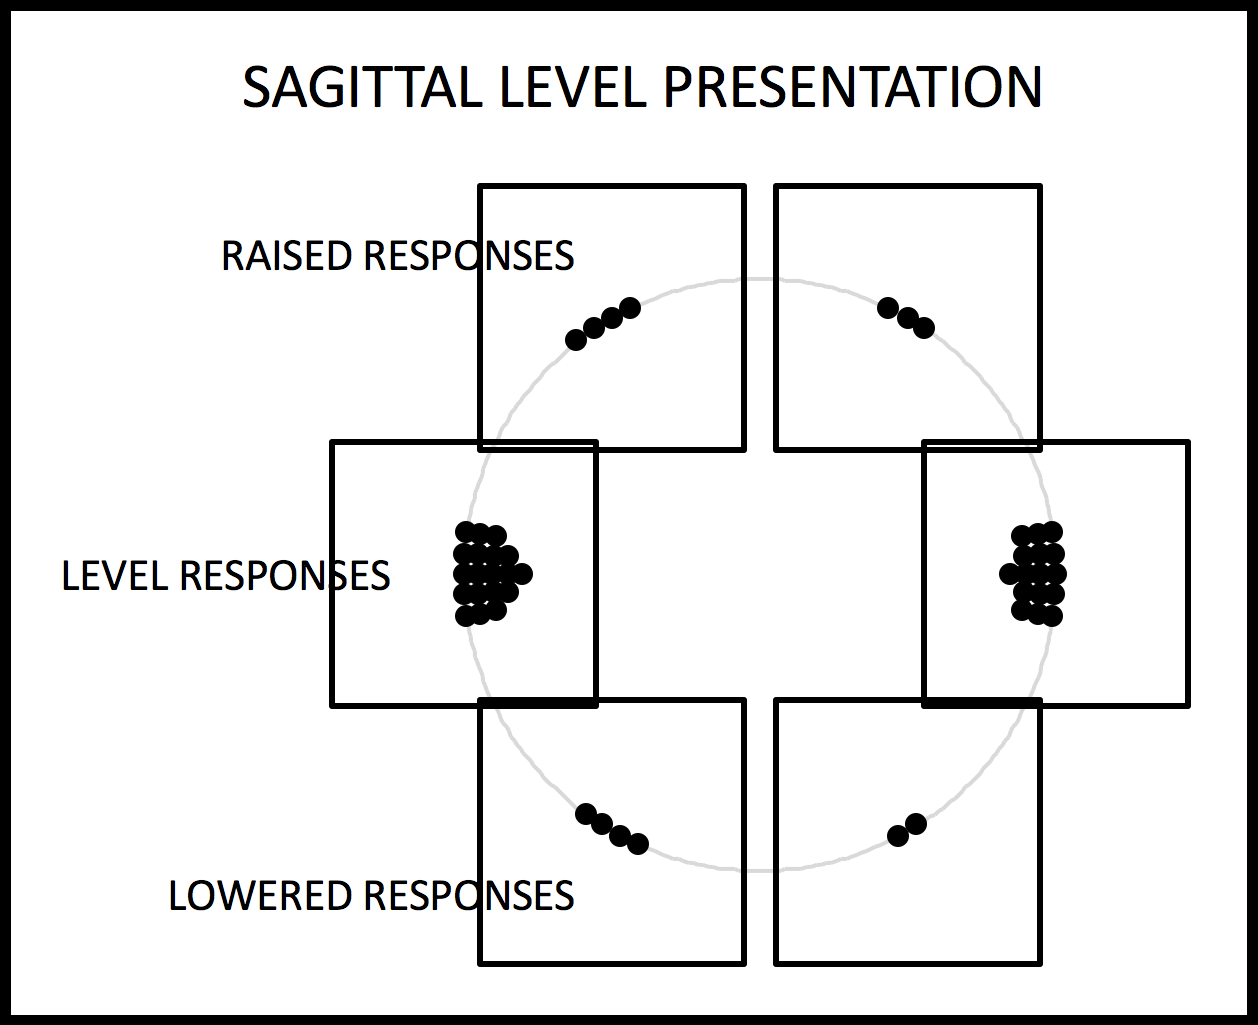 SAGITTAL LEVEL PRESENTATION
RAISED RESPONSES
LEVEL RESPONSES
LOWERED RESPONSES